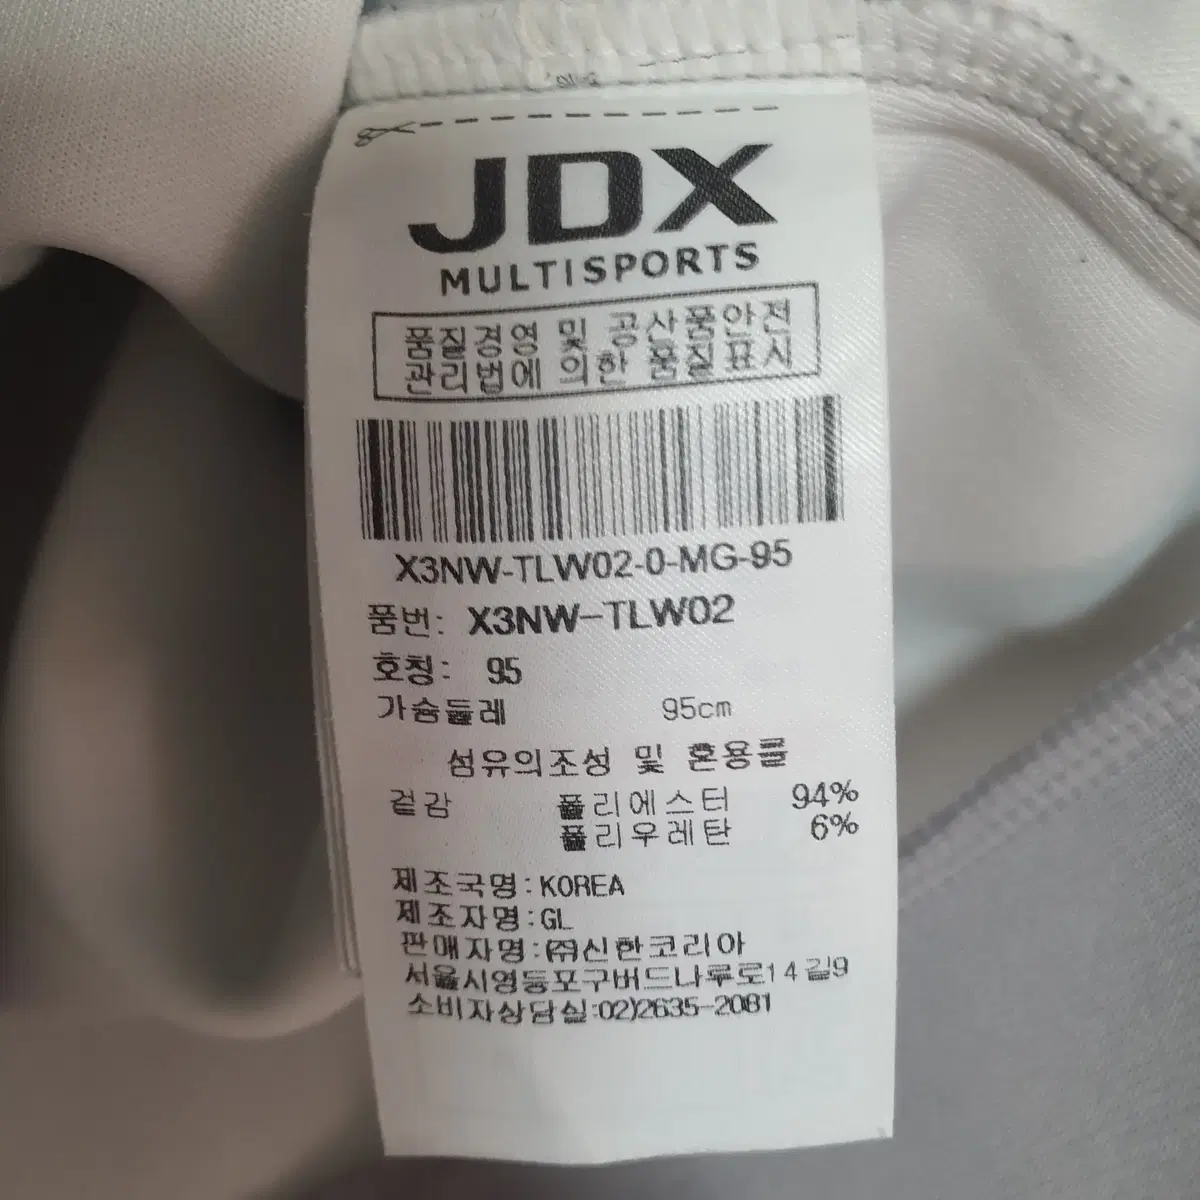 JDX
MULTISPORTS
품질경영 및 공산품안전
관리법에 의한 품질표시
X3NW-TLW02-0-MG-95
품번: X3NW-TLW02
호칭: 95
가슴둘레 95cm
섬유의조성 및 혼용률
겉감 폴리에스터 94%
폴리우레탄 6%
제조국명:KOREA
제조자명:GL
판매자명:㈜신한코리아
서울시영등포구버드나루로14길9
소비자상담실:02)2635-2081